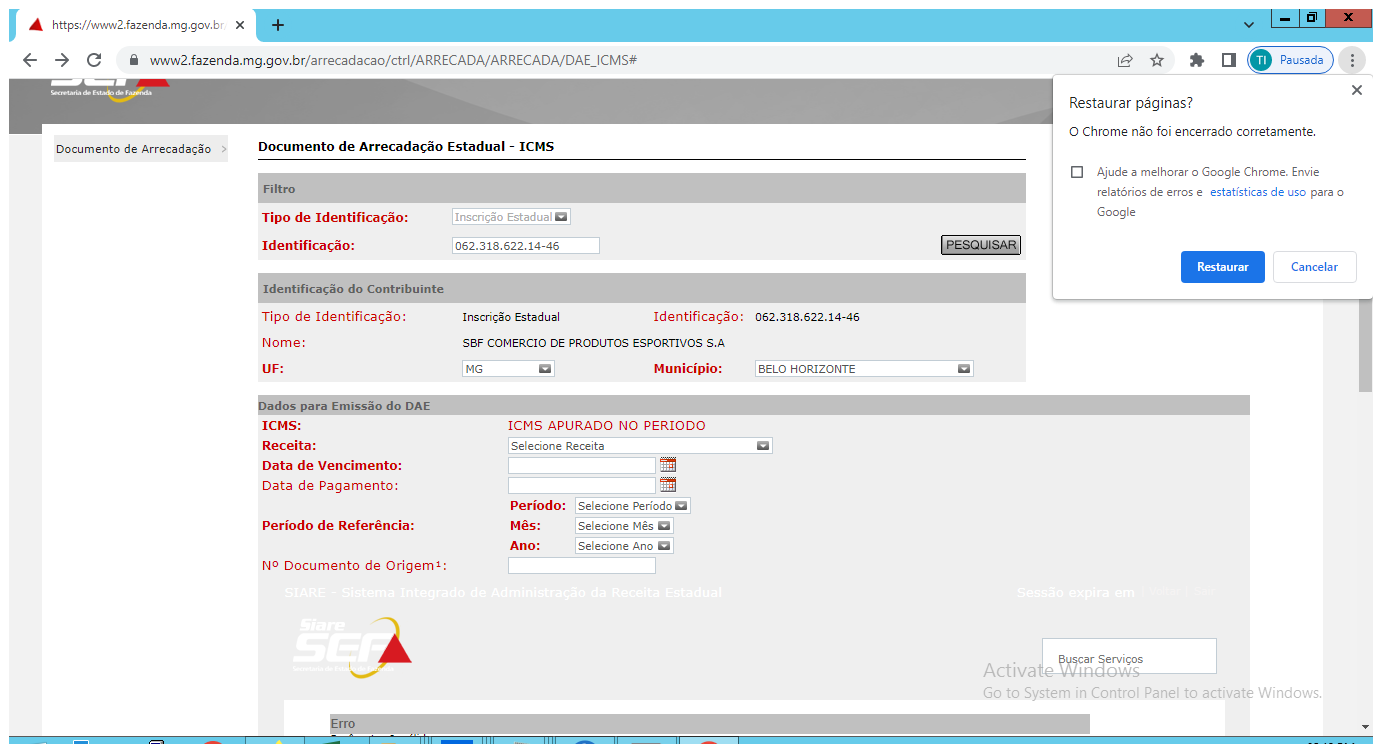 https://www2.fazenda.mg.gov.br
www2.fazenda.mg.gov.br/arrecadacao/ctrl/ARRECADA/ARRECADA/DAE_ICMS#
TI Pausada
Secretaria de Estado de Fazenda
Restaurar páginas?
O Chrome não foi encerrado corretamente.
Ajude a melhorar o Google Chrome. Envie
relatórios de erros e estatísticas de uso para o
Google
Restaurar Cancelar
Documento de Arrecadação
Documento de Arrecadação Estadual - ICMS
Filtro
Tipo de Identificação: Inscrição Estadual
Identificação: 062.318.622.14-46 PESQUISAR
Identificação do Contribuinte
Tipo de Identificação: Inscrição Estadual Identificação: 062.318.622.14-46
Nome: SBF COMERCIO DE PRODUTOS ESPORTIVOS S.A
UF: MG Município: BELO HORIZONTE
Dados para Emissão do DAE
ICMS: ICMS APURADO NO PERIODO
Receita: Selecione Receita
Data de Vencimento:
Data de Pagamento:
Período: Selecione Período
Período de Referência: Mês: Selecione Mês
Ano: Selecione Ano
Nº Documento de Origem¹:
SIARE - Sistema Integrado de Administração da Receita Estadual Sessão expira em
Siare
SEF
Secretaria de Estado de Fazenda
Buscar Serviços
Activate Windows
Go to System in Control Panel to activate Windows.
Erro